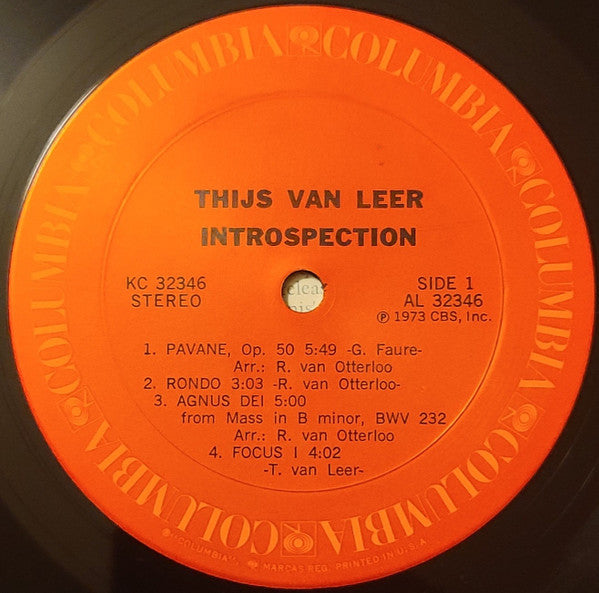 COLUMBIA COLUMBIA COLUMBIA COLUMBIA COLUMBIA COLUMBIA
THIJS VAN LEER
INTROSPECTION
KC 32346
STEREO
SIDE 1
AL 32346
Ⓟ 1973 CBS, Inc.
1. PAVANE, Op. 50 5:49 -G. Faure-
Arr.: R. van Otterloo
2. RONDO 3:03 -R. van Otterloo-
3. AGNUS DEI 5:00
from Mass in B minor, BWV 232
Arr.: R. van Otterloo
4. FOCUS I 4:02
-T. van Leer-
"COLUMBIA", MARCAS REG. PRINTED IN U.S.A.